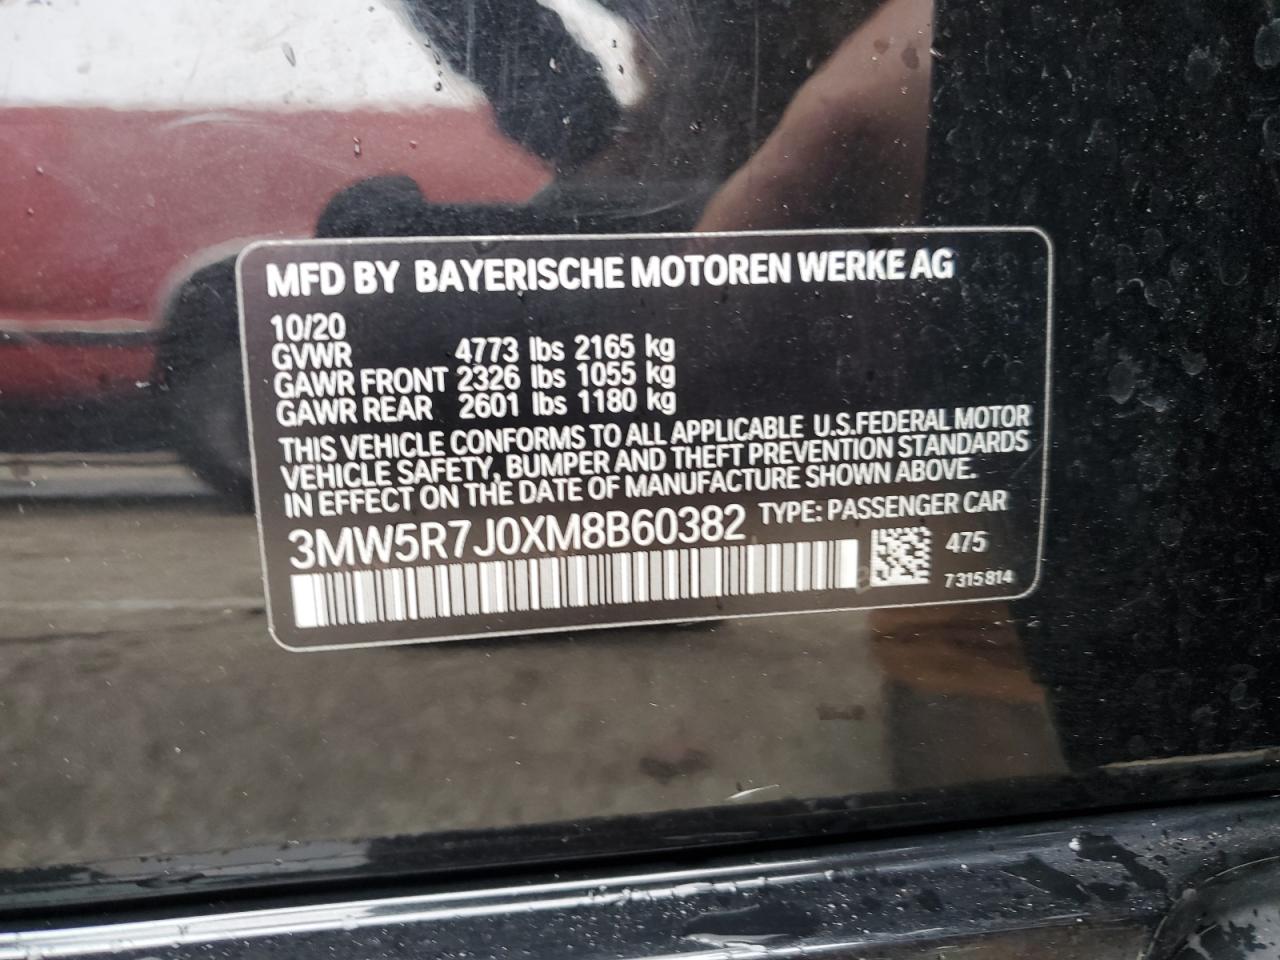 MFD BY BAYERISCHE MOTOREN WERKE AG
10/20
GVWR 4773 lbs 2165 kg
GAWR FRONT 2326 lbs 1055 kg
GAWR REAR 2601 lbs 1180 kg
THIS VEHICLE CONFORMS TO ALL APPLICABLE U.S.FEDERAL MOTOR
VEHICLE SAFETY, BUMPER AND THEFT PREVENTION STANDARDS
IN EFFECT ON THE DATE OF MANUFACTURE SHOWN ABOVE.
3MW5R7J0XM8B60382 TYPE: PASSENGER CAR
475
7315814